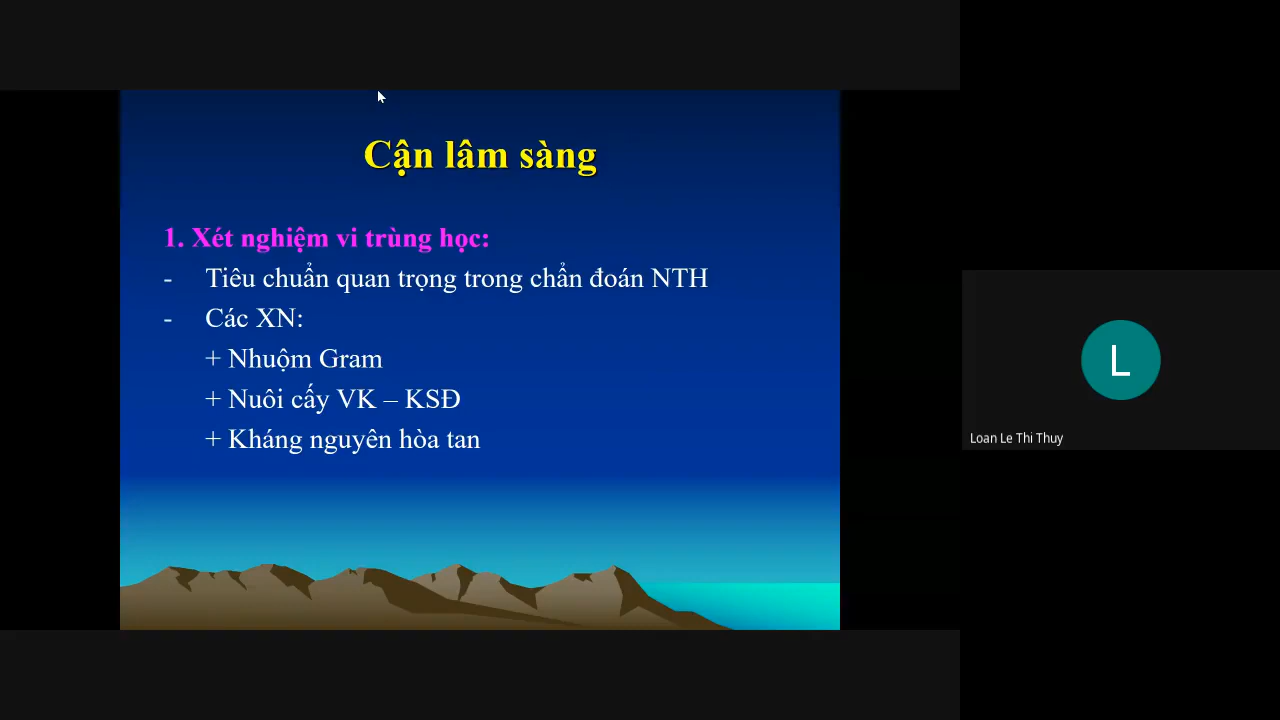 Cận lâm sàng
1. Xét nghiệm vi trùng học:
- Tiêu chuẩn quan trọng trong chẩn đoán NTH
- Các XN:
+ Nhuộm Gram
+ Nuôi cấy VK – KSĐ
+ Kháng nguyên hòa tan
L
Loan Le Thi Thuy